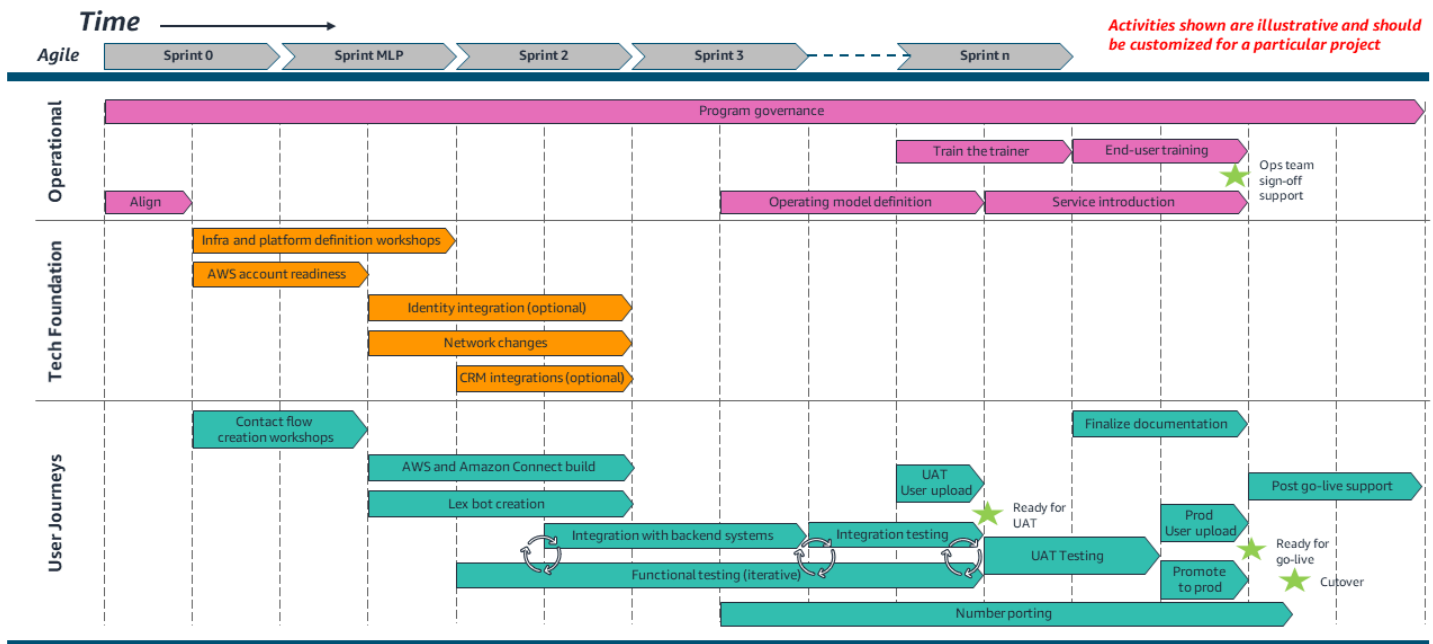 Time
Activities shown are illustrative and should
be customized for a particular project
Agile
Sprint 0
Sprint MLP
Sprint 2
Sprint 3
Sprint n
Operational
Program governance
Train the trainer
End-user training
Ops team
sign-off
support
Align
Operating model definition
Service introduction
Tech Foundation
Infra and platform definition workshops
AWS account readiness
Identity integration (optional)
Network changes
CRM integrations (optional)
User Journeys
Contact flow
creation workshops
Finalize documentation
AWS and Amazon Connect build
UAT
User upload
Post go-live support
Lex bot creation
Ready for
UAT
Prod
User upload
Integration with backend systems
Integration testing
UAT Testing
Ready for
go-live
Functional testing (iterative)
Promote
to prod
Cutover
Number porting